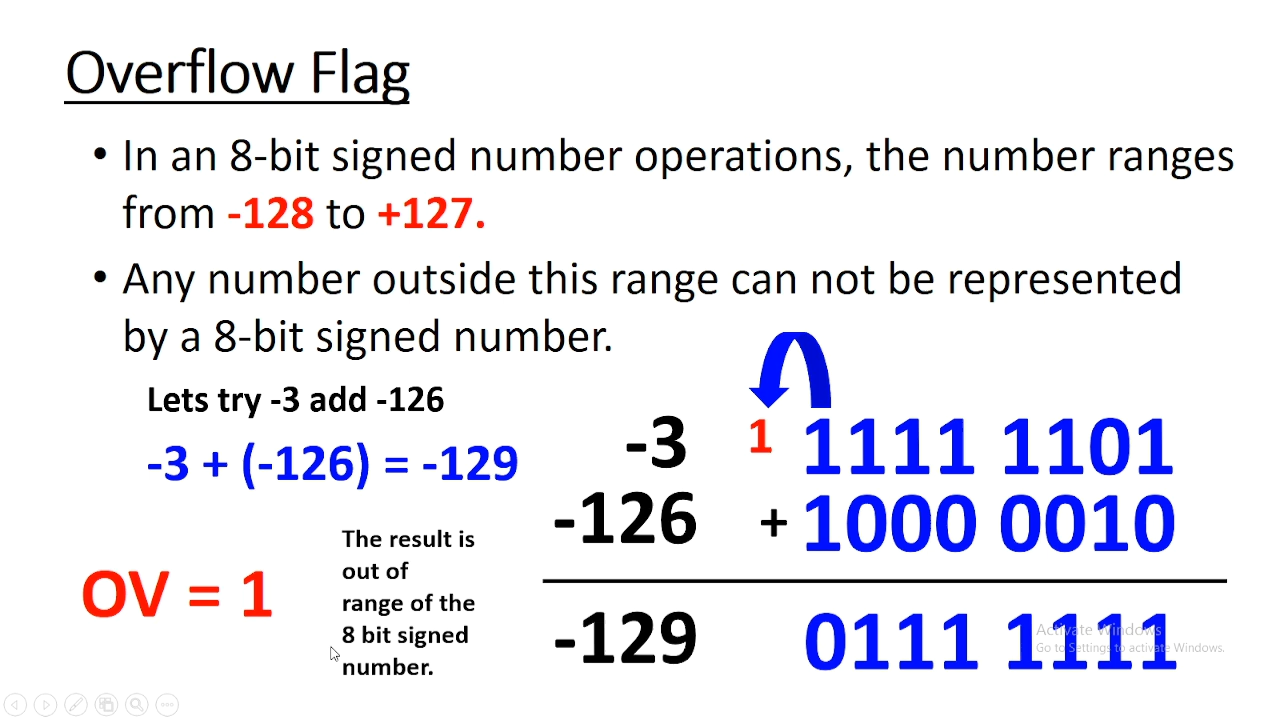 Overflow Flag
• In an 8-bit signed number operations, the number ranges
from -128 to +127.
• Any number outside this range can not be represented
by a 8-bit signed number.
Lets try -3 add -126
-3 + (-126) = -129
OV = 1
The result is
out of
range of the
8 bit signed
number.
-3 1 1111 1101
-126 + 1000 0010
-129 0111 1111
Activate Windows
Go to Settings to activate Windows.